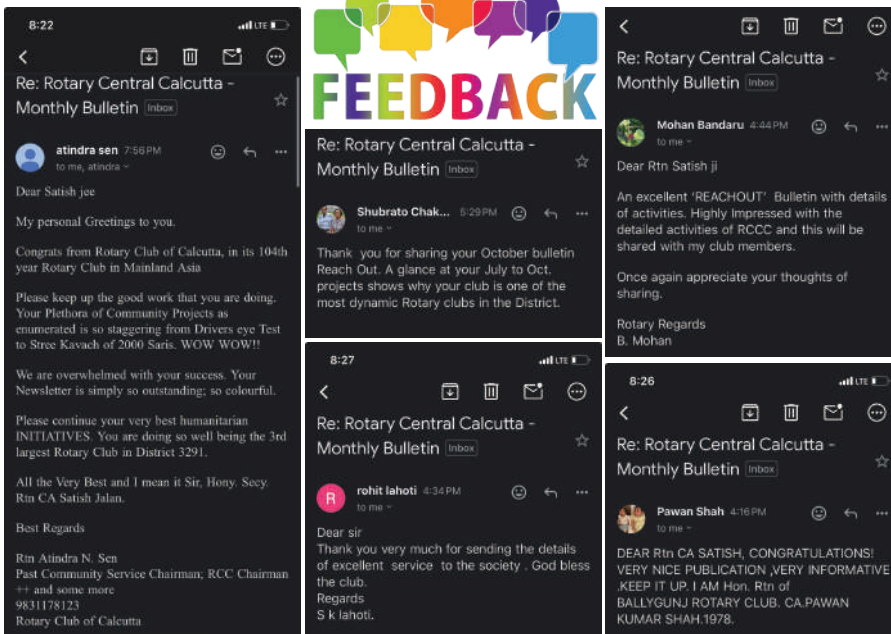 8:22
LTE
Re: Rotary Central Calcutta -
Monthly Bulletin Inbox
atindra sen 7:56 PM
to me, atindra
Dear Satish jee
My personal Greetings to you.
Congrats from Rotary Club of Calcutta, in its 104th
year Rotary Club in Mainland Asia
Please keep up the good work that you are doing.
Your Plethora of Community Projects as
enumerated is so staggering from Drivers eye Test
to Stree Kavach of 2000 Saris. WOW WOW!!
We are overwhelmed with your success. Your
Newsletter is simply so outstanding; so colourful.
Please continue your very best humanitarian
INITIATIVES. You are doing so well being the 3rd
largest Rotary Club in District 3291.
All the Very Best and I mean it Sir, Hony. Secy.
Rtn CA Satish Jalan.
Best Regards
Rtn Atindra N. Sen
Past Community Service Chairman; RCC Chairman
++ and some more
9831178123
Rotary Club of Calcutta
FEEDBACK
Re: Rotary Central Calcutta -
Monthly Bulletin Inbox
Shubrato Chak... 5:29 PM
to me
Thank you for sharing your October bulletin
Reach Out. A glance at your July to Oct.
projects shows why your club is one of the
most dynamic Rotary clubs in the District.
8:27
LTE
Re: Rotary Central Calcutta -
Monthly Bulletin Inbox
R
rohit lahoti 4:34 PM
to me
Dear sir
Thank you very much for sending the details
of excellent service to the society . God bless
the club.
Regards
S k lahoti.
Re: Rotary Central Calcutta -
Monthly Bulletin Inbox
Mohan Bandaru 4:44 PM
to me
Dear Rtn Satish ji
An excellent 'REACHOUT' Bulletin with details
of activities. Highly Impressed with the
detailed activities of RCCC and this will be
shared with my club members.
Once again appreciate your thoughts of
sharing.
Rotary Regards
B. Mohan
8:26
LTE
Re: Rotary Central Calcutta -
Monthly Bulletin Inbox
Pawan Shah 4:16 PM
to me
DEAR Rtn CA SATISH, CONGRATULATIONS!
VERY NICE PUBLICATION ,VERY INFORMATIVE
.KEEP IT UP. I AM Hon. Rtn of
BALLYGUNJ ROTARY CLUB. CA.PAWAN
KUMAR SHAH.1978.